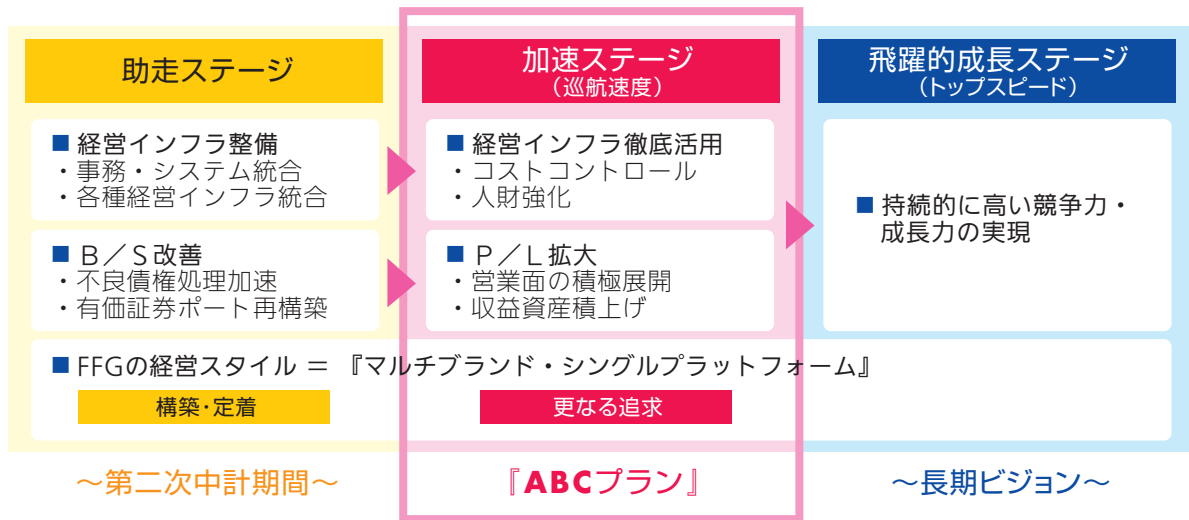 助走ステージ
■ 経営インフラ整備
・事務・システム統合
・各種経営インフラ統合
■ B／S改善
・不良債権処理加速
・有価証券ポート再構築
加速ステージ
（巡航速度）
■ 経営インフラ徹底活用
・コストコントロール
・人財強化
■ P／L拡大
・営業面の積極展開
・収益資産積上げ
飛躍的成長ステージ
（トップスピード）
■ 持続的に高い競争力・
成長力の実現
■ FFGの経営スタイル ＝ 『マルチブランド・シングルプラットフォーム』
構築・定着
更なる追求
～第二次中計期間～
『ABCプラン』
～長期ビジョン～